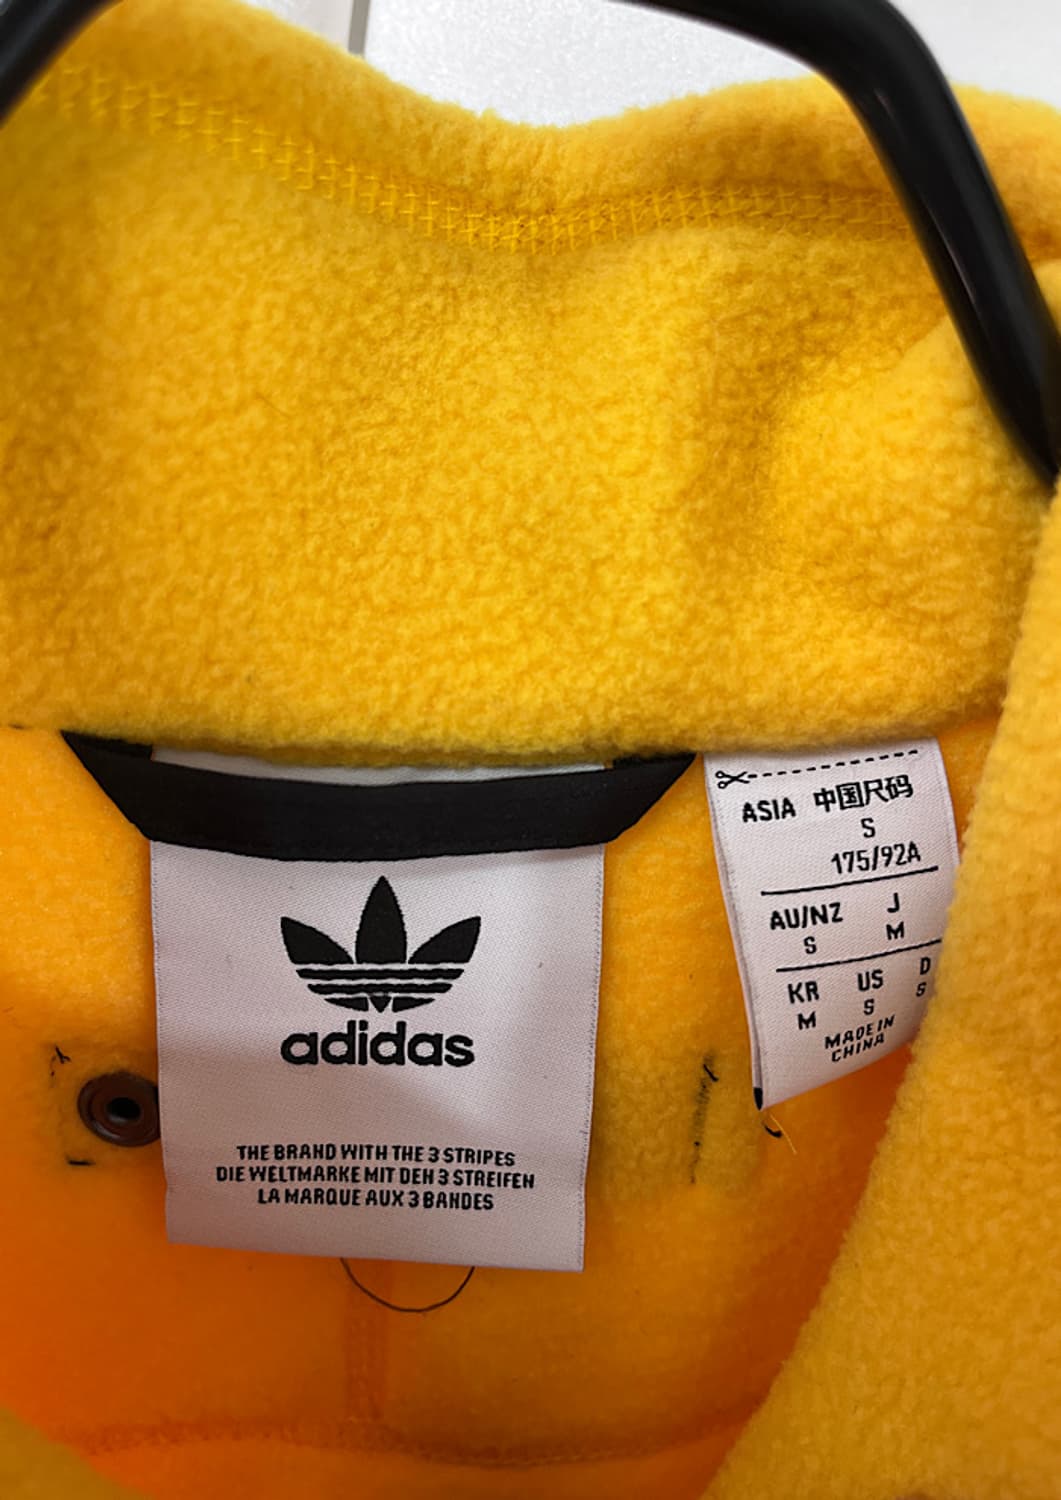 adidas
THE BRAND WITH THE 3 STRIPES
DIE WELTMARKE MIT DEN 3 STREIFEN
LA MARQUE AUX 3 BANDES
ASIA 中国尺码
S
175/92A
AU/NZ J
S M
KR US D
M S S
MADE IN
CHINA